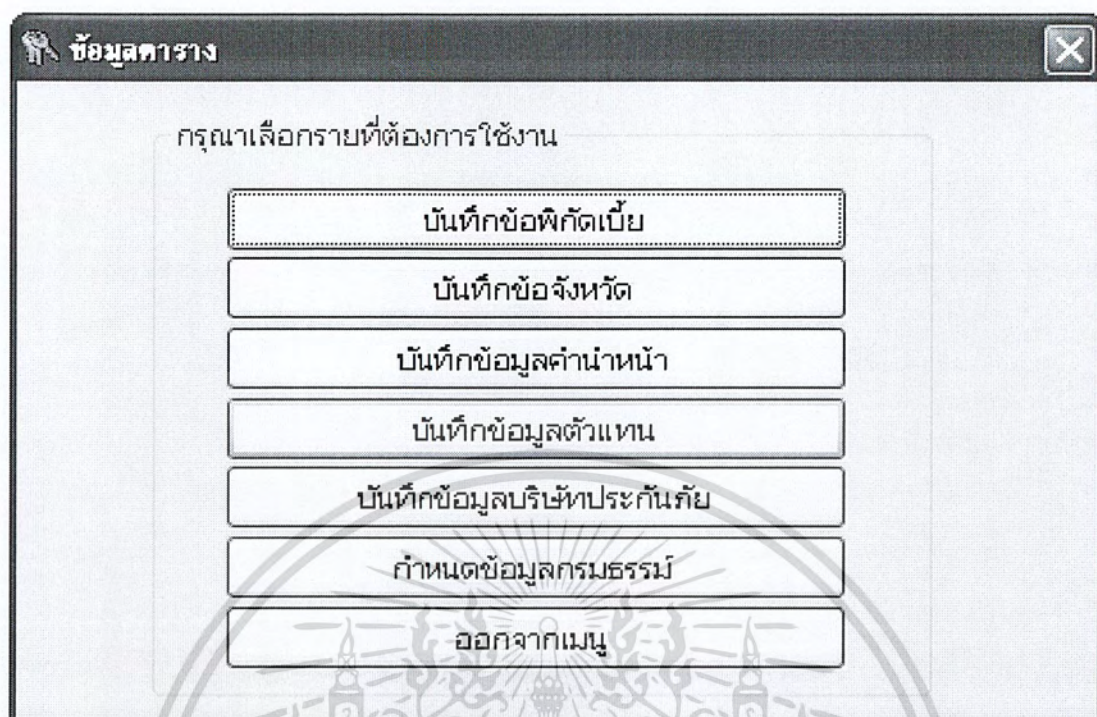 ข้อมูลตาราง
กรุณาเลือกรายที่ต้องการใช้งาน
บันทึกข้อพิกัดเบี้ย
บันทึกข้อจังหวัด
บันทึกข้อมูลคำนำหน้า
บันทึกข้อมูลตัวแทน
บันทึกข้อมูลบริษัทประกันภัย
กำหนดข้อมูลกรมธรรม์
ออกจากเมนู